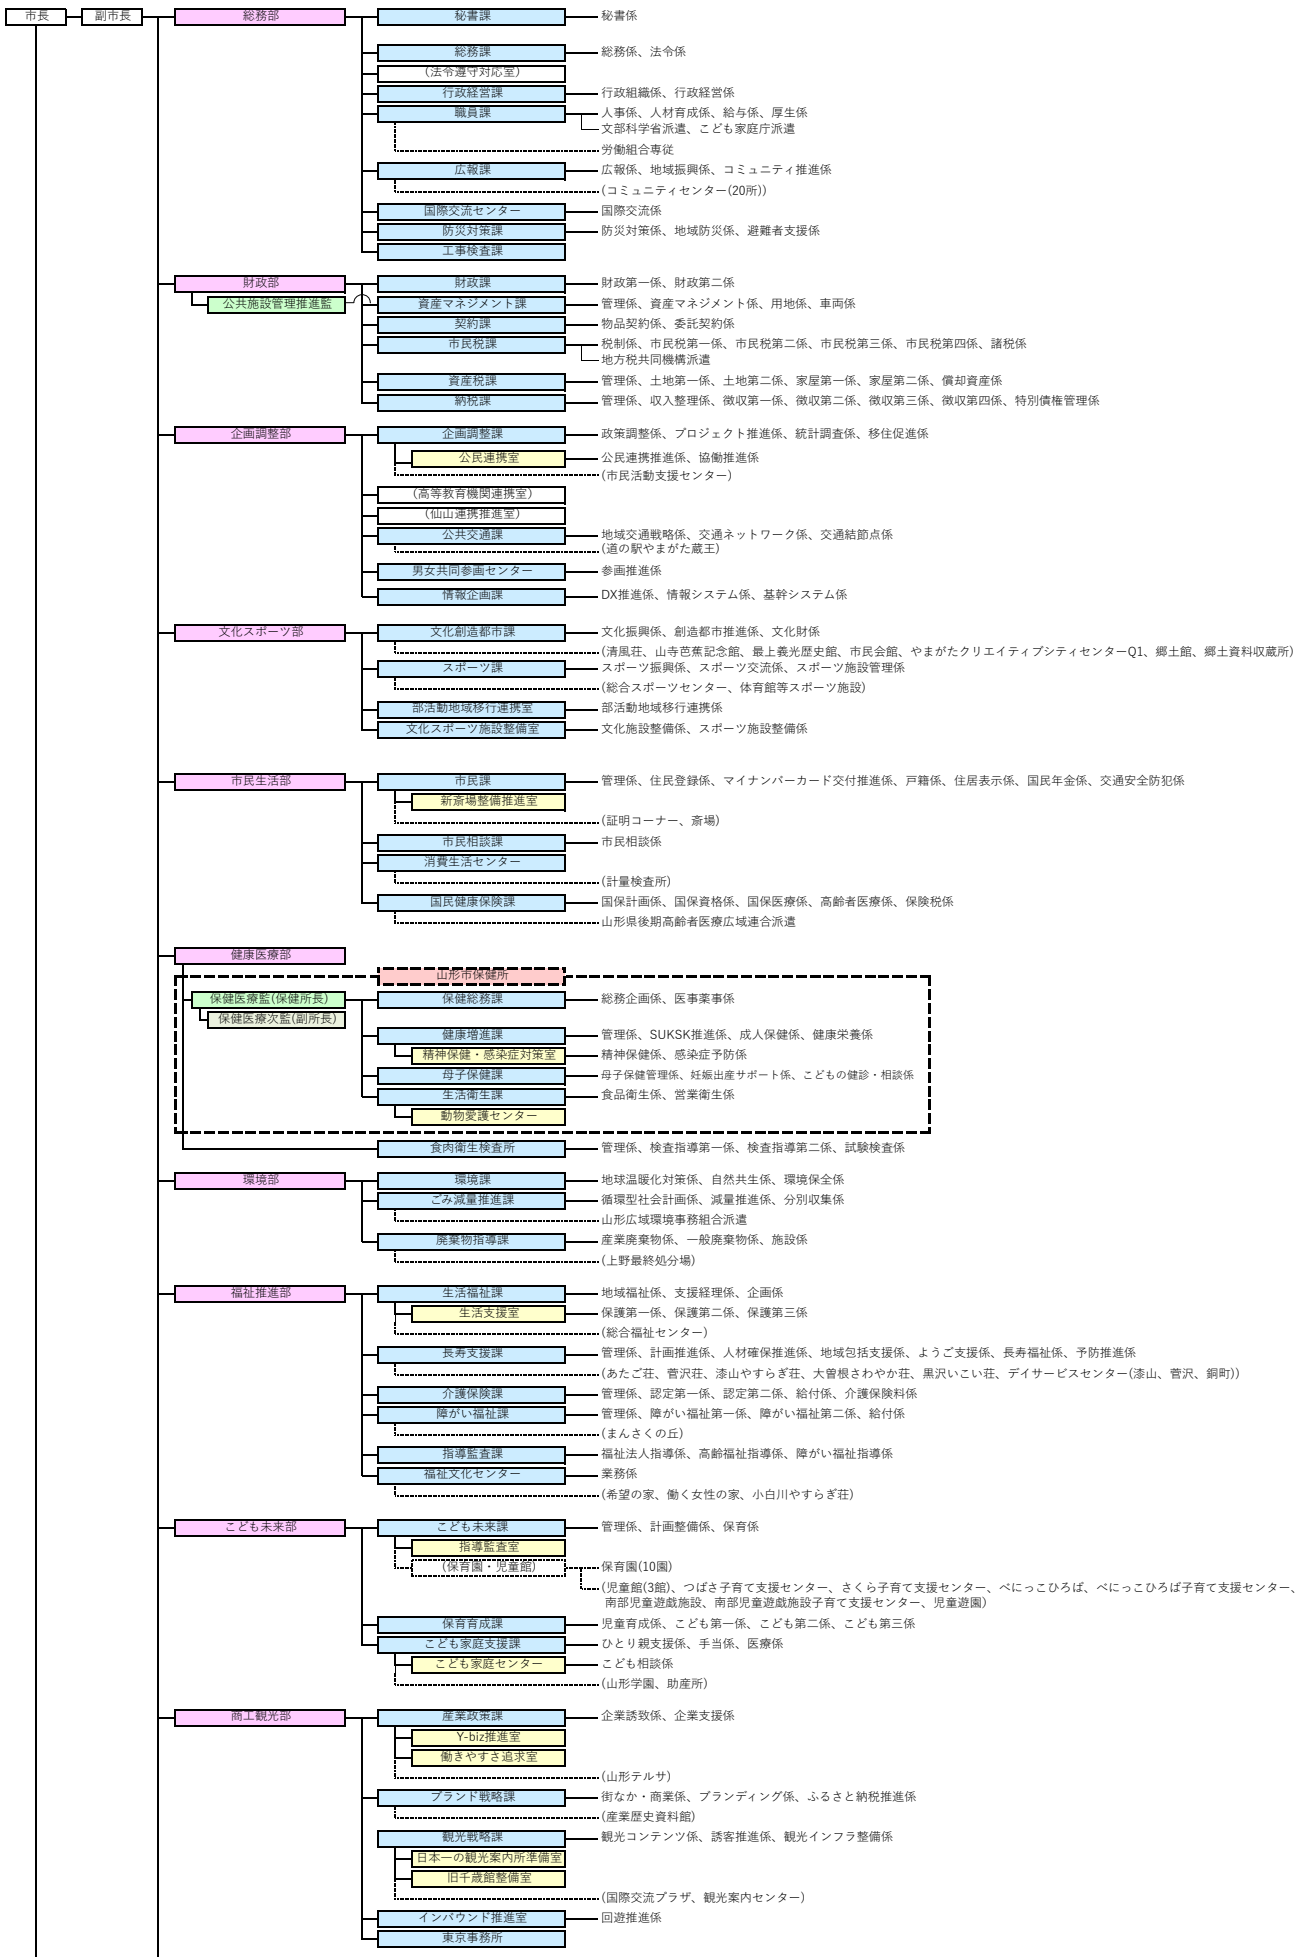 市長 副市長 総務部 秘書課 秘書係
総務課 総務係、法令係
（法令遵守対応室）
行政経営課 行政組織係、行政経営係
職員課 人事係、人材育成係、給与係、厚生係
文部科学省派遣、こども家庭庁派遣
労働組合専従
広報課 広報係、地域振興係、コミュニティ推進係
(コミュニティセンター(20所))
国際交流センター 国際交流係
防災対策課 防災対策係、地域防災係、避難者支援係
工事検査課
財政部 財政課 財政第一係、財政第二係
公共施設管理推進監 資産マネジメント課 管理係、資産マネジメント係、用地係、車両係
契約課 物品契約係、委託契約係
市民税課 税制係、市民税第一係、市民税第二係、市民税第三係、市民税第四係、諸税係
地方税共同機構派遣
資産税課 管理係、土地第一係、土地第二係、家屋第一係、家屋第二係、償却資産係
納税課 管理係、収入整理係、徴収第一係、徴収第二係、徴収第三係、徴収第四係、特別債権管理係
企画調整部 企画調整課 政策調整係、プロジェクト推進係、統計調査係、移住促進係
公民連携室 公民連携推進係、協働推進係
(市民活動支援センター)
（高等教育機関連携室）
（仙山連携推進室）
公共交通課 地域交通戦略係、交通ネットワーク係、交通結節点係
(道の駅やまがた蔵王)
男女共同参画センター 参画推進係
情報企画課 DX推進係、情報システム係、基幹システム係
文化スポーツ部 文化創造都市課 文化振興係、創造都市推進係、文化財係
(清風荘、山寺芭蕉記念館、最上義光歴史館、市民会館、やまがたクリエイティブシティセンターQ1、郷土館、郷土資料収蔵所)
スポーツ課 スポーツ振興係、スポーツ交流係、スポーツ施設管理係
(総合スポーツセンター、体育館等スポーツ施設)
部活動地域移行連携室 部活動地域移行連携係
文化スポーツ施設整備室 文化施設整備係、スポーツ施設整備係
市民生活部 市民課 管理係、住民登録係、マイナンバーカード交付推進係、戸籍係、住居表示係、国民年金係、交通安全防犯係
新斎場整備推進室
(証明コーナー、斎場)
市民相談課 市民相談係
消費生活センター
(計量検査所)
国民健康保険課 国保計画係、国保資格係、国保医療係、高齢者医療係、保険税係
山形県後期高齢者医療広域連合派遣
健康医療部
山形市保健所
保健医療監(保健所長) 保健総務課 総務企画係、医事薬事係
保健医療次監(副所長)
健康増進課 管理係、SUKSK推進係、成人保健係、健康栄養係
精神保健・感染症対策室 精神保健係、感染症予防係
母子保健課 母子保健管理係、妊娠出産サポート係、こどもの健診・相談係
生活衛生課 食品衛生係、営業衛生係
動物愛護センター
食肉衛生検査所 管理係、検査指導第一係、検査指導第二係、試験検査係
環境部 環境課 地球温暖化対策係、自然共生係、環境保全係
ごみ減量推進課 循環型社会計画係、減量推進係、分別収集係
山形広域環境事務組合派遣
廃棄物指導課 産業廃棄物係、一般廃棄物係、施設係
(上野最終処分場)
福祉推進部 生活福祉課 地域福祉係、支援経理係、企画係
生活支援室 保護第一係、保護第二係、保護第三係
(総合福祉センター)
長寿支援課 管理係、計画推進係、人材確保推進係、地域包括支援係、ようご支援係、長寿福祉係、予防推進係
(あたご荘、菅沢荘、漆山やすらぎ荘、大曽根さわやか荘、黒沢いこい荘、デイサービスセンター(漆山、菅沢、銅町))
介護保険課 管理係、認定第一係、認定第二係、給付係、介護保険料係
障がい福祉課 管理係、障がい福祉第一係、障がい福祉第二係、給付係
(まんさくの丘)
指導監査課 福祉法人指導係、高齢福祉指導係、障がい福祉指導係
福祉文化センター 業務係
(希望の家、働く女性の家、小白川やすらぎ荘)
こども未来部 こども未来課 管理係、計画整備係、保育係
指導監査室
(保育園・児童館) 保育園(10園)
(児童館(3館)、つばさ子育て支援センター、さくら子育て支援センター、べにっこひろば、べにっこひろば子育て支援センター、
南部児童遊戯施設、南部児童遊戯施設子育て支援センター、児童遊園)
保育育成課 児童育成係、こども第一係、こども第二係、こども第三係
こども家庭支援課 ひとり親支援係、手当係、医療係
こども家庭センター こども相談係
(山形学園、助産所)
商工観光部 産業政策課 企業誘致係、企業支援係
Y-biz推進室
働きやすさ追求室
(山形テルサ)
ブランド戦略課 街なか・商業係、ブランディング係、ふるさと納税推進係
(産業歴史資料館)
観光戦略課 観光コンテンツ係、誘客推進係、観光インフラ整備係
日本一の観光案内所準備室
旧千歳館整備室
(国際交流プラザ、観光案内センター)
インバウンド推進室 回遊推進係
東京事務所